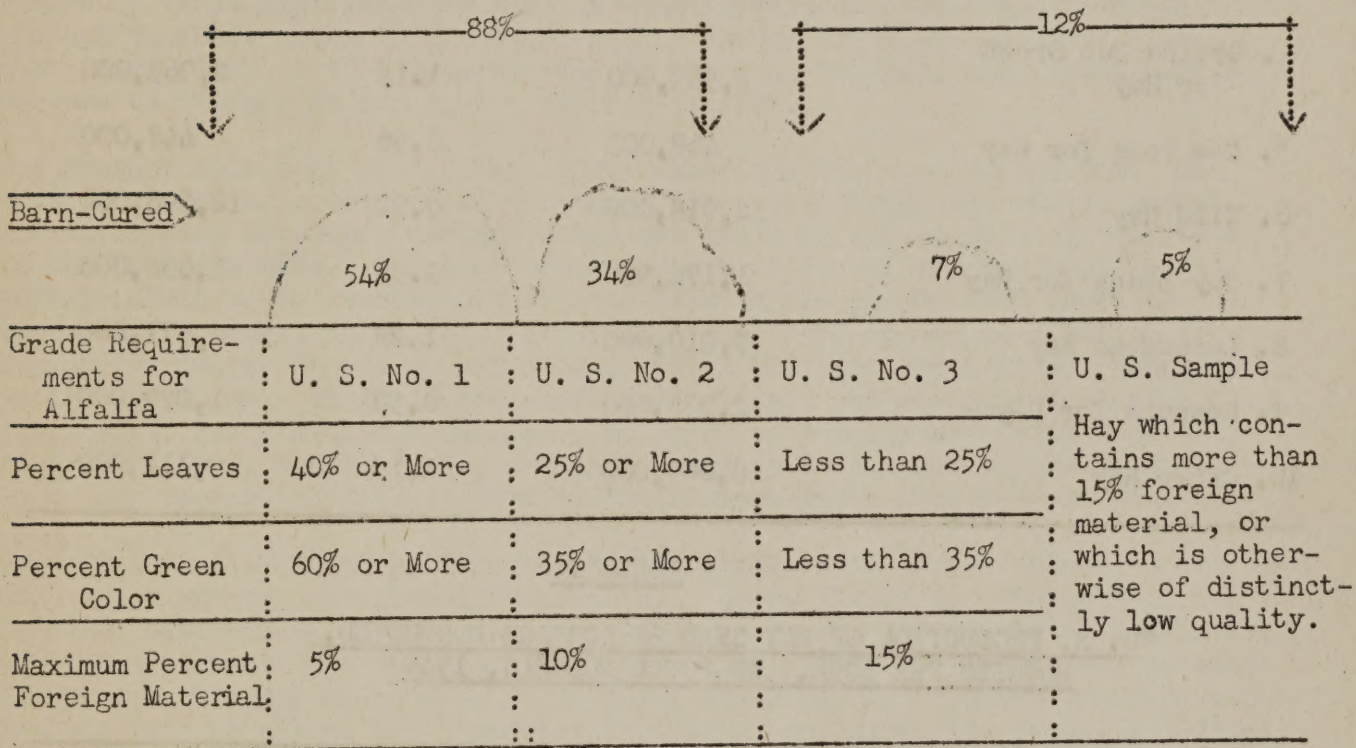 88% 12%
Barn-Cured
54% 34% 7% 5%
Grade Require- : U. S. No. 1 : U. S. No. 2 : U. S. No. 3 : U. S. Sample
ments for
Alfalfa
Hay which con-
Percent Leaves : 40% or More : 25% or More : Less than 25% : tains more than
15% foreign
material, or
Percent Green : 60% or More : 35% or More : Less than 35% : which is other-
Color
wise of distinct-
ly low quality.
Maximum Percent : 5% : 10% : 15%
Foreign Material